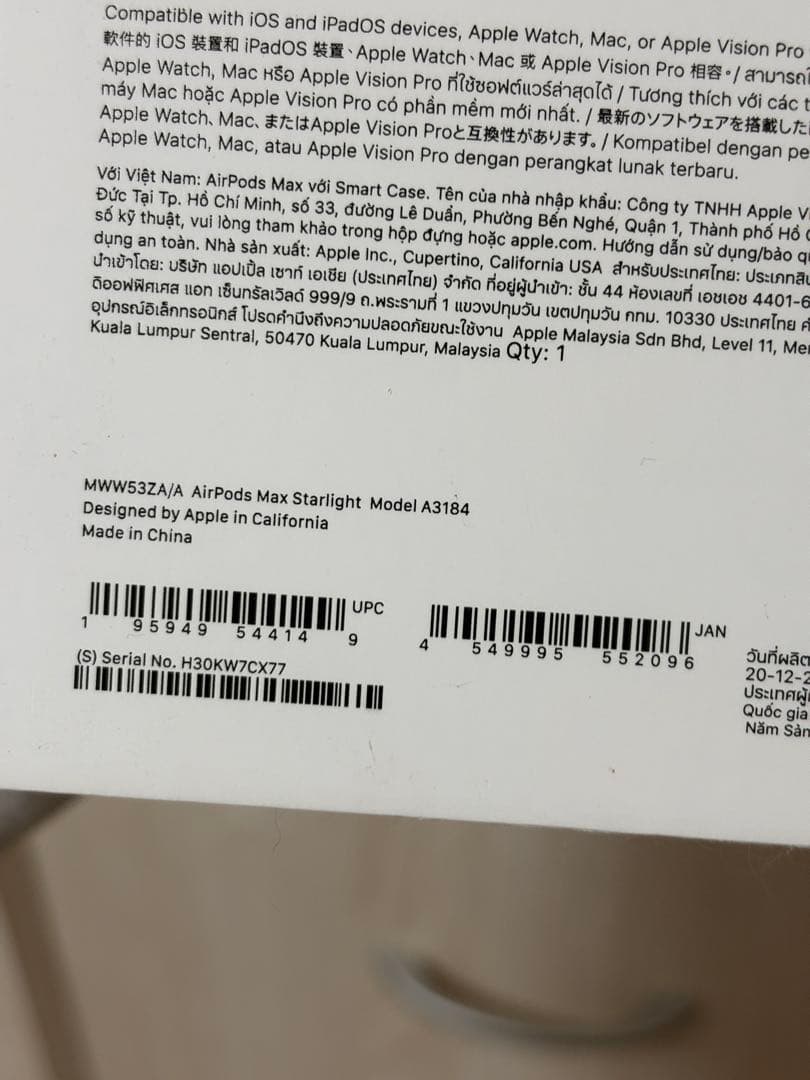 Compatible with iOS and iPadOS devices, Apple Watch, Mac, or Apple Vision Pro
軟件的 iOS 裝置和 iPadOS 裝置、Apple Watch、Mac 或 Apple Vision Pro 相容。/ สามารถ
Apple Watch, Mac หรือ Apple Vision Pro ที่ใช้ซอฟต์แวร์ล่าสุดได้ / Tương thích với các
máy Mac hoặc Apple Vision Pro có phần mềm mới nhất. / 最新のソフトウェアを搭載した
Apple Watch、Mac、またはApple Vision Proと互換性があります。/ Kompatibel dengan
Apple Watch, Mac, atau Apple Vision Pro dengan perangkat lunak terbaru.
Với Việt Nam: AirPods Max với Smart Case. Tên của nhà nhập khẩu: Công ty TNHH Apple
Đức Tại Tp. Hồ Chí Minh, số 33, đường Lê Duẩn, Phường Bến Nghé, Quận 1, Thành phố Hồ
số kỹ thuật, vui lòng tham khảo trong hộp đựng hoặc apple.com. Hướng dẫn sử dụng/bảo
dụng an toàn. Nhà sản xuất: Apple Inc., Cupertino, California USA สำหรับประเทศไทย:
นำเข้าโดย: บริษัท แอปเปิ้ล เซาท์ เอเชีย (ประเทศไทย) จำกัด ที่อยู่ผู้นำเข้า: ชั้น 44 ห้องเลขที่ เอชเอช 4401-6
ดิออฟฟิศเศส แอท เซ็นทรัลเวิลด์ 999/9 ถ.พระรามที่ 1 แขวงปทุมวัน เขตปทุมวัน กทม. 10330 ประเทศไทย
อุปกรณ์อิเล็กทรอนิกส์ โปรดคำนึงถึงความปลอดภัยขณะใช้งาน Apple Malaysia Sdn Bhd, Level 11,
Kuala Lumpur Sentral, 50470 Kuala Lumpur, Malaysia Qty: 1
MWW53ZA/A AirPods Max Starlight Model A3184
Designed by Apple in California
Made in China
UPC
1 95949 54414 9
JAN
4 549995 552096
(S) Serial No. H30KW7CX77
วันที่ผลิต
20-12-2
ประเทศผู้
Quốc gia
Năm Sản